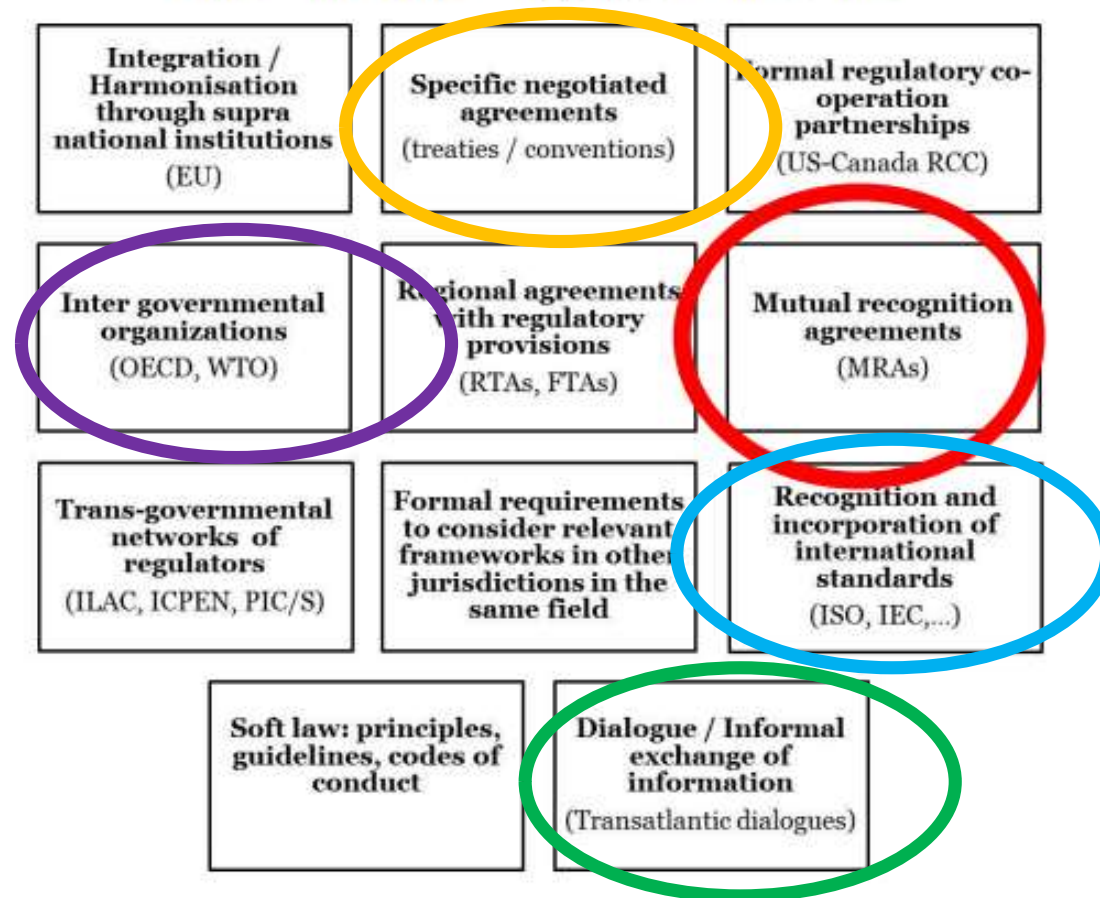 Integration /
Harmonisation
through supra
national institutions
(EU)
Specific negotiated
agreements
(treaties / conventions)
Formal regulatory co-
operation
partnerships
(US-Canada RCC)
Inter governmental
organizations
(OECD, WTO)
Regional agreements
with regulatory
provisions
(RTAs, FTAs)
Mutual recognition
agreements
(MRAs)
Trans-governmental
networks of
regulators
(ILAC, ICPEN, PIC/S)
Formal requirements
to consider relevant
frameworks in other
jurisdictions in the
same field
Recognition and
incorporation of
international
standards
(ISO, IEC,...)
Soft law: principles,
guidelines, codes of
conduct
Dialogue / Informal
exchange of
information
(Transatlantic dialogues)